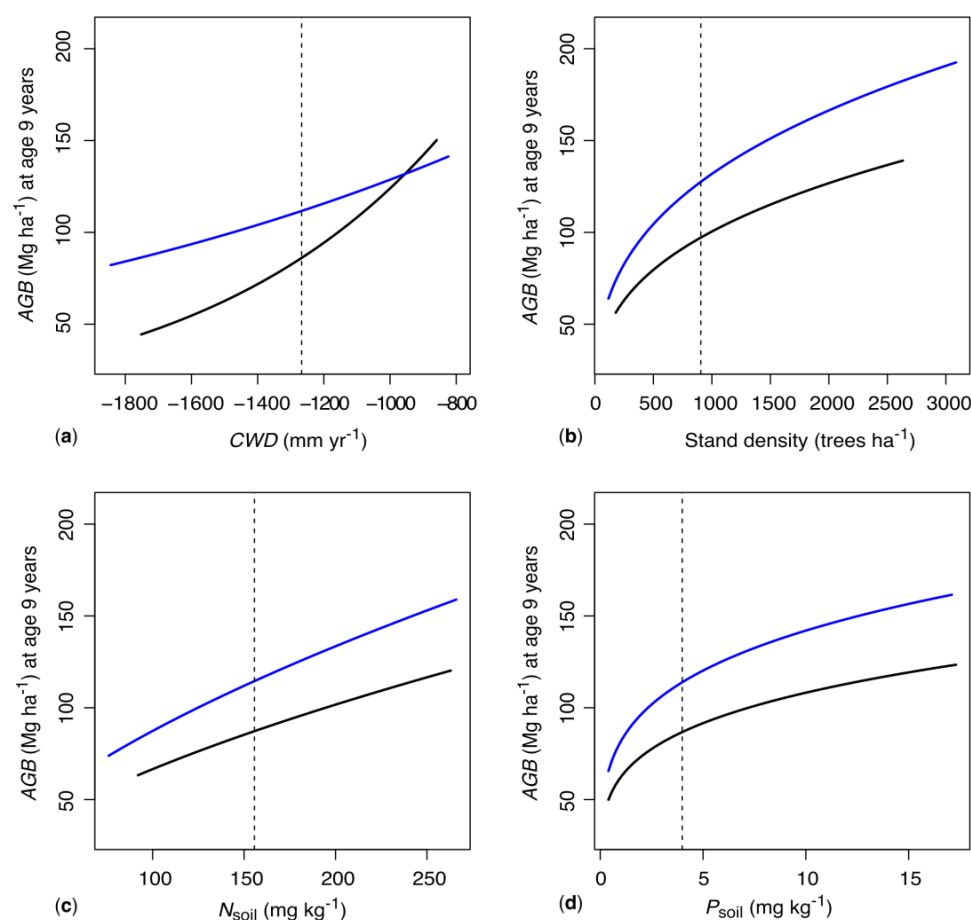 AGB (Mg ha⁻¹) at age 9 years
200
150
100
50
−1800 −1600 −1400 −1200 −1000 −800
(a) CWD (mm yr⁻¹)
AGB (Mg ha⁻¹) at age 9 years
200
150
100
50
0 500 1000 1500 2000 2500 3000
(b) Stand density (trees ha⁻¹)
AGB (Mg ha⁻¹) at age 9 years
200
150
100
50
100 150 200 250
(c) Nsoil (mg kg⁻¹)
AGB (Mg ha⁻¹) at age 9 years
200
150
100
50
0 5 10 15
(d) Psoil (mg kg⁻¹)